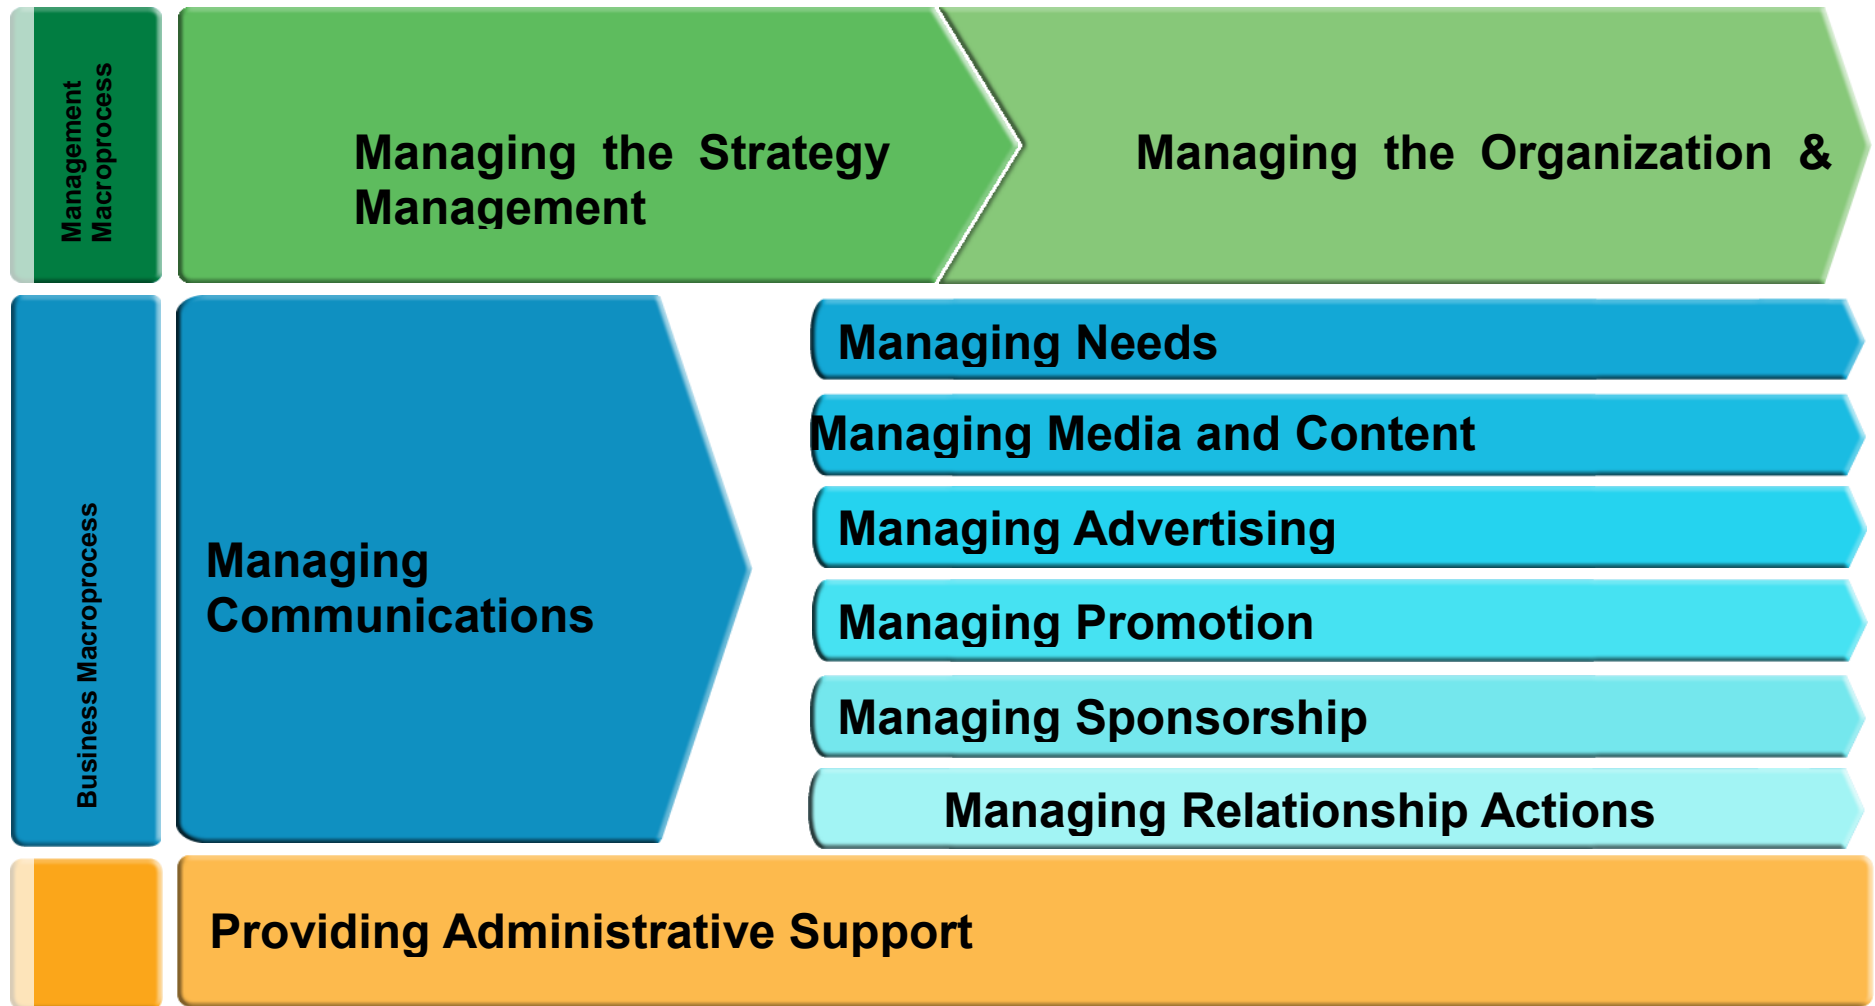 Management
Macroprocess
Managing the Strategy
Management
Managing the Organization &
Business Macroprocess
Managing
Communications
Managing Needs
Managing Media and Content
Managing Advertising
Managing Promotion
Managing Sponsorship
Managing Relationship Actions
Providing Administrative Support